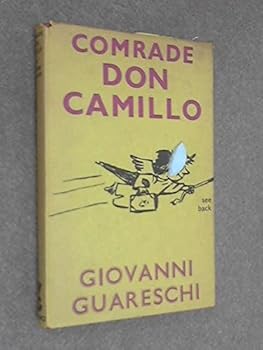 COMRADE
DON
CAMILLO
see
back
GIOVANNI
GUARESCHI